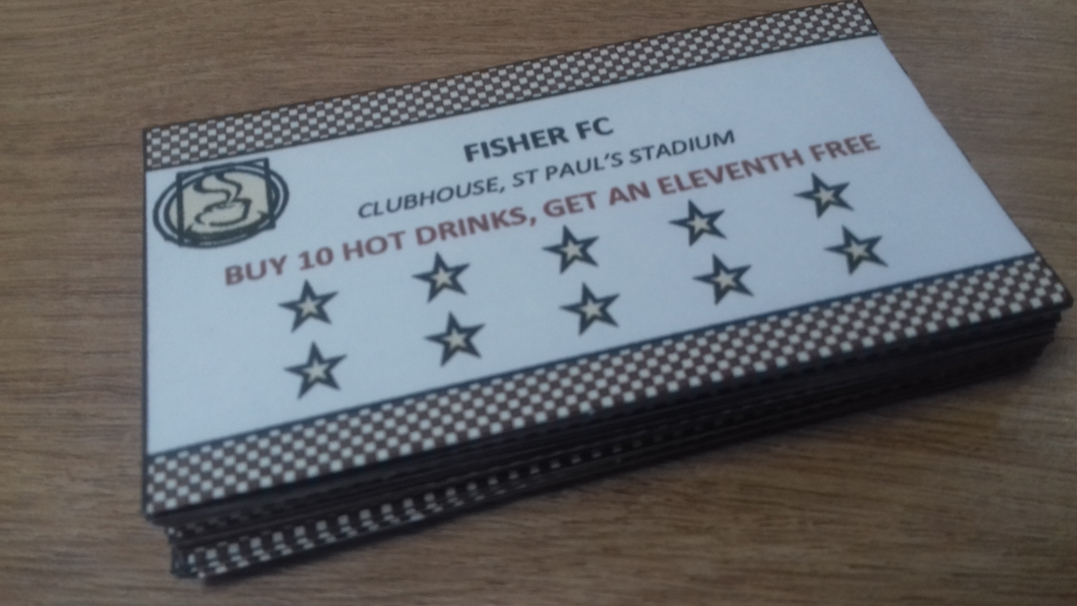 FISHER FC
CLUBHOUSE, ST PAUL'S STADIUM
BUY 10 HOT DRINKS, GET AN ELEVENTH FREE